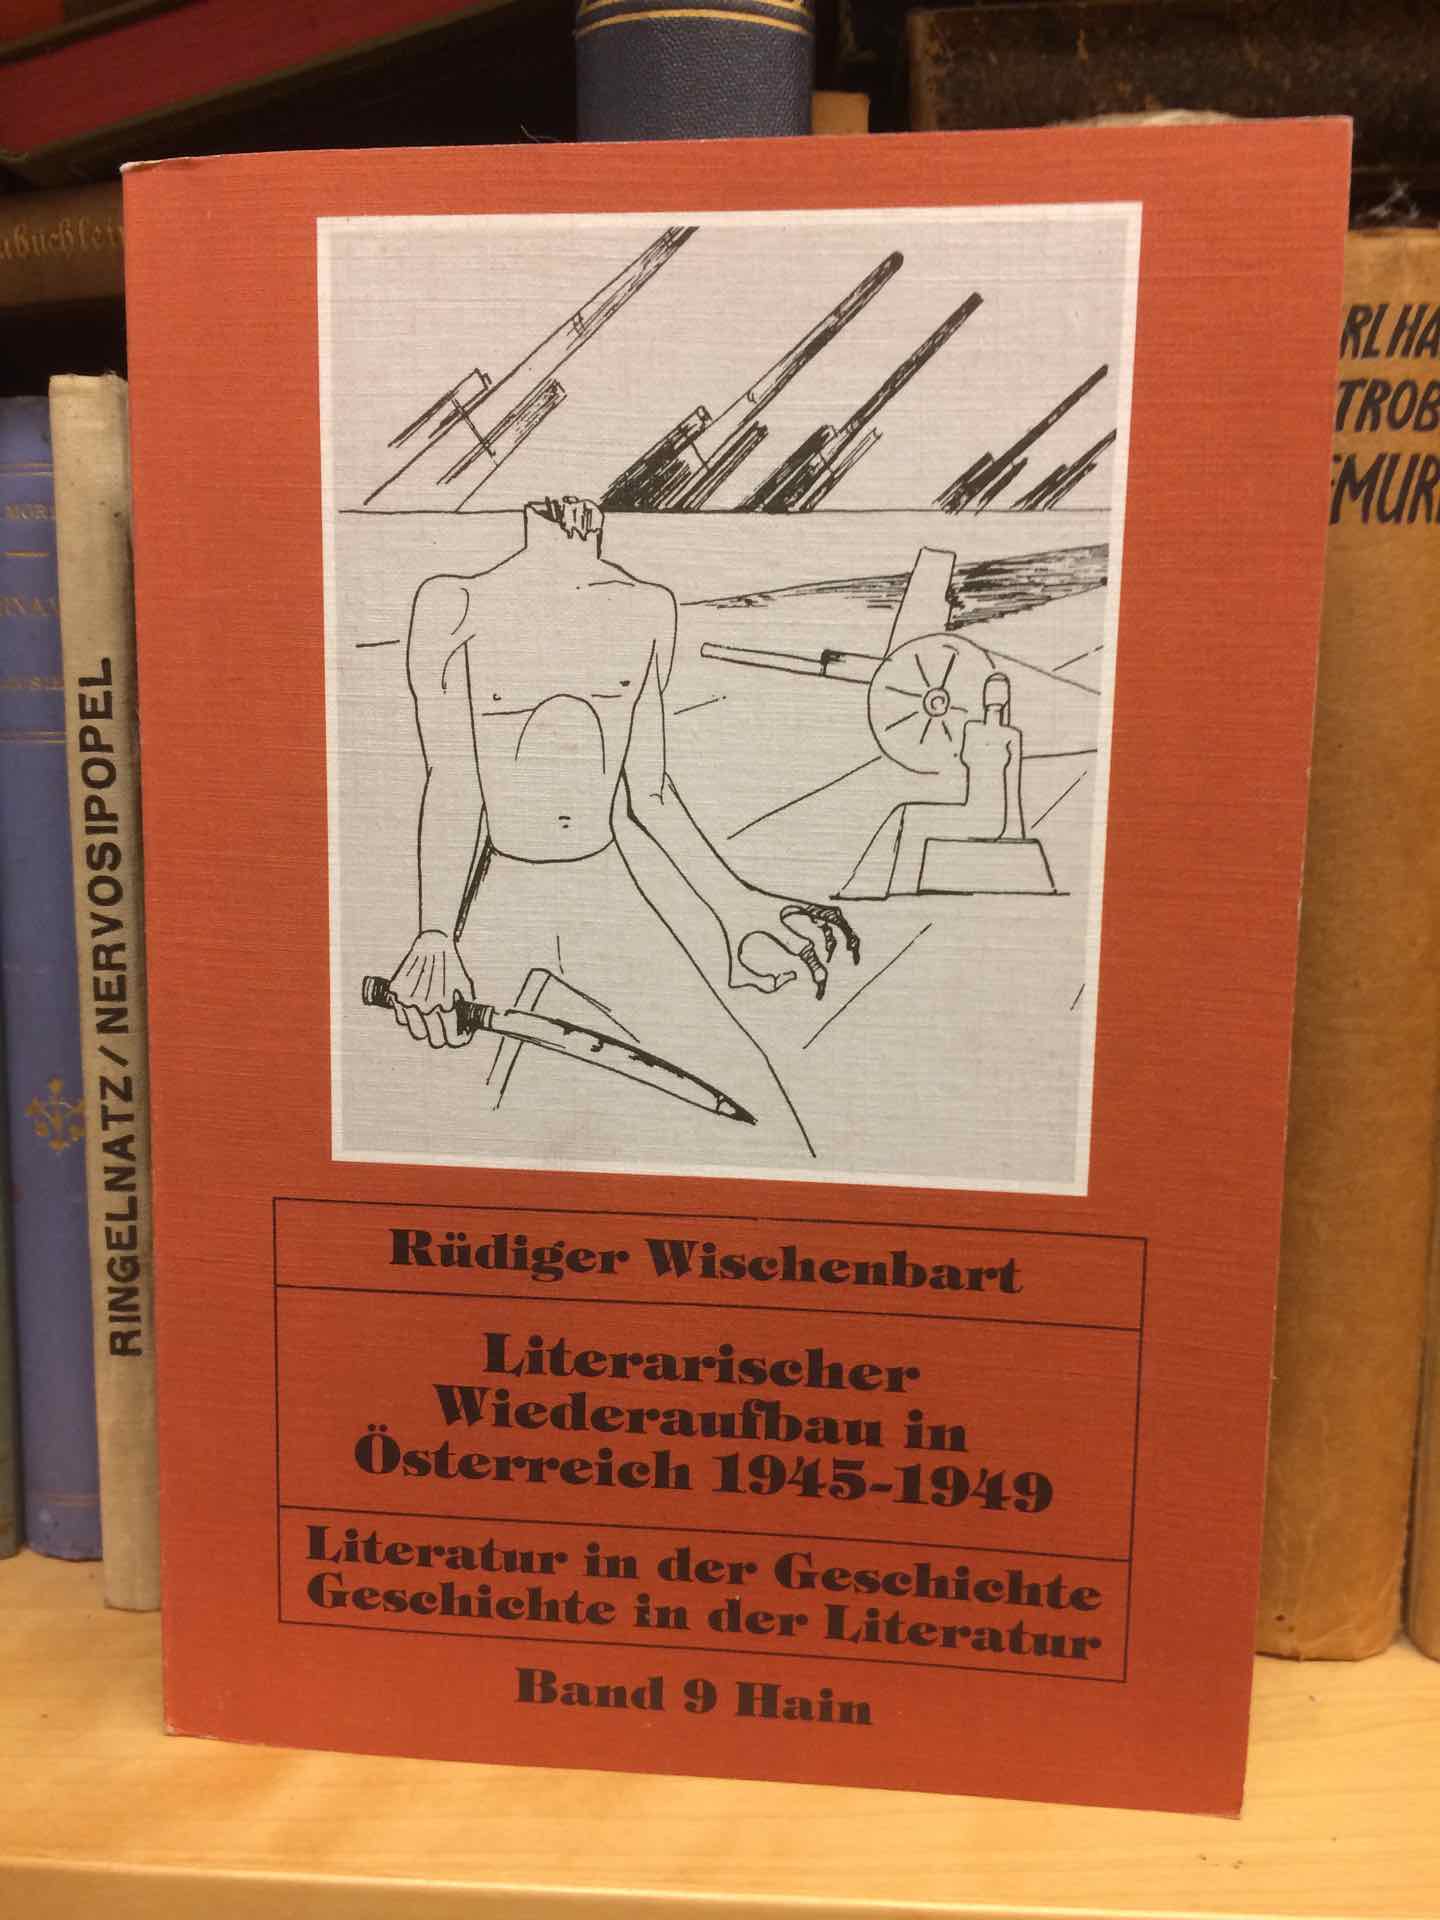 Rüdiger Wischenbart
Literarischer
Wiederaufbau in
Österreich 1945-1949
Literatur in der Geschichte
Geschichte in der Literatur
Band 9 Hain
RINGELNATZ / NERVOSIPOPEL